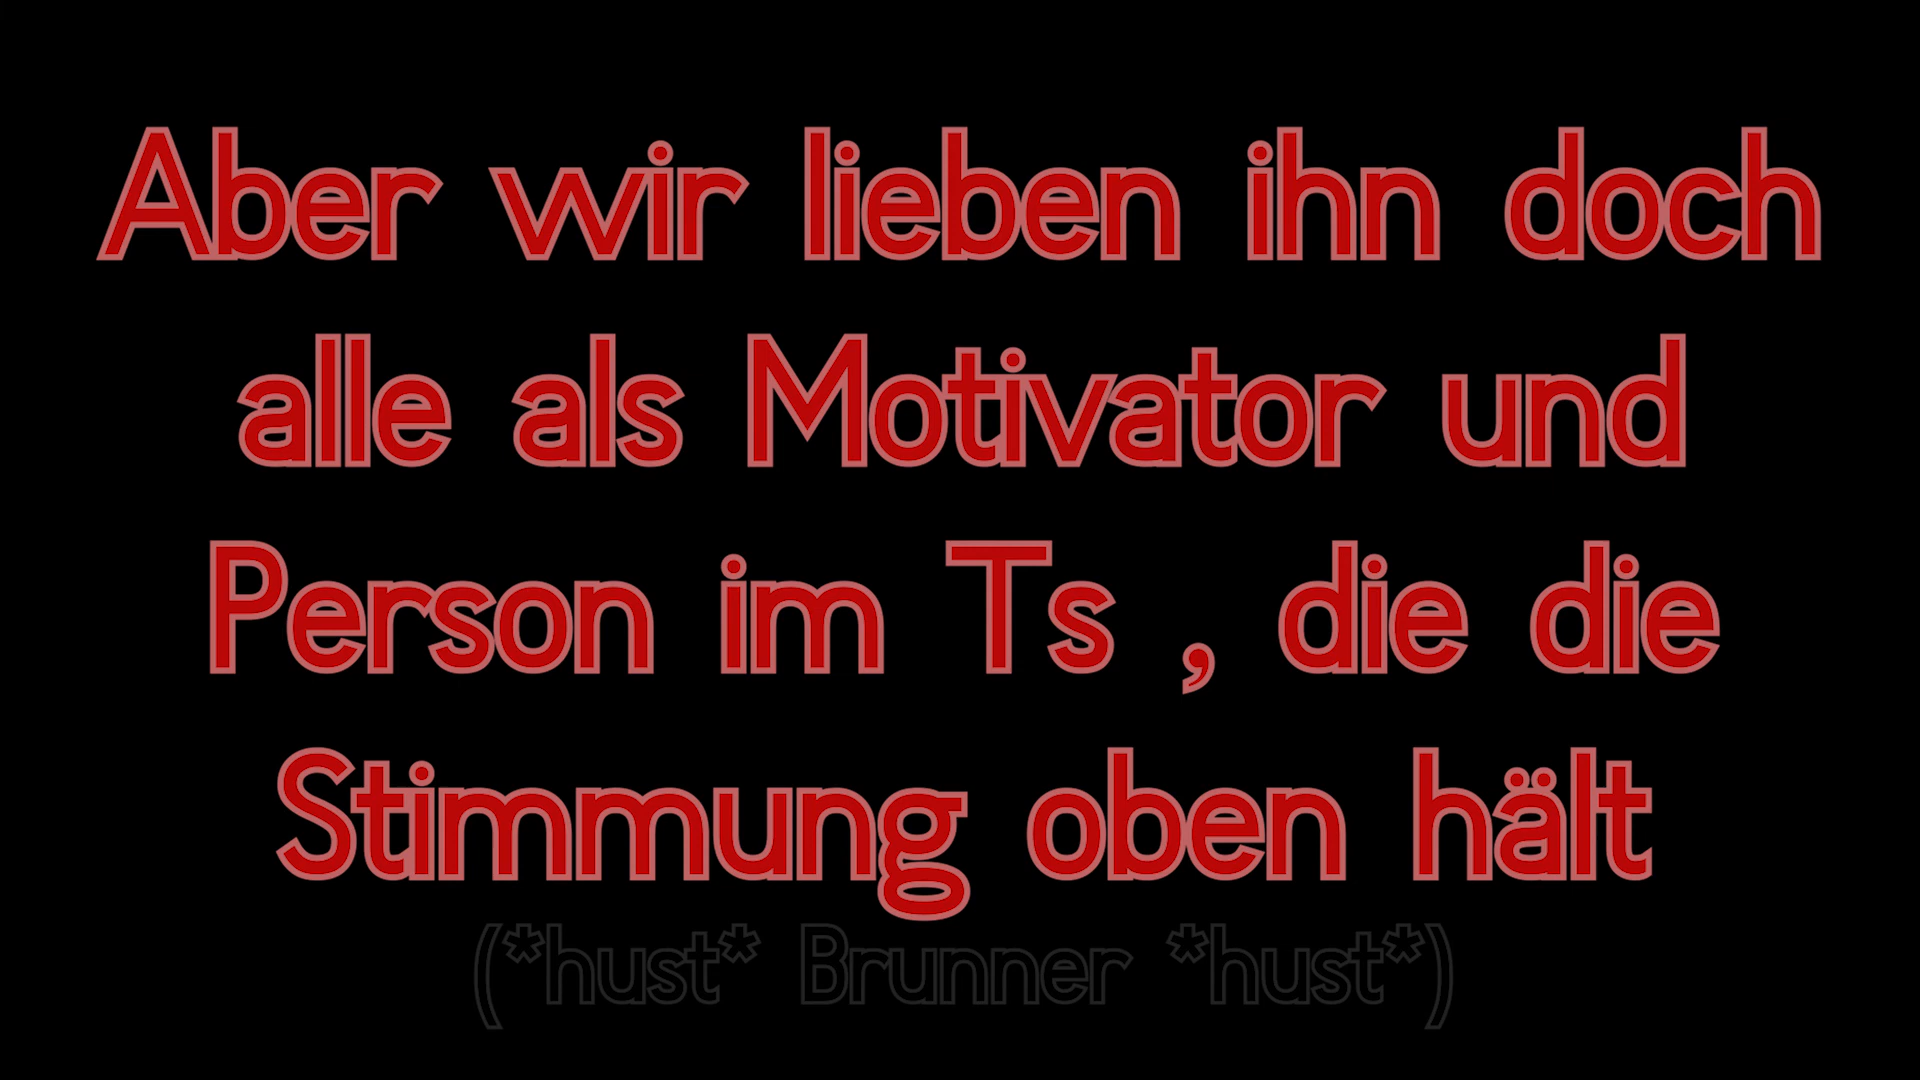 Aber wir lieben ihn doch
alle als Motivator und
Person im Ts , die die
Stimmung oben hält
(*hust* Brunner *hust*)